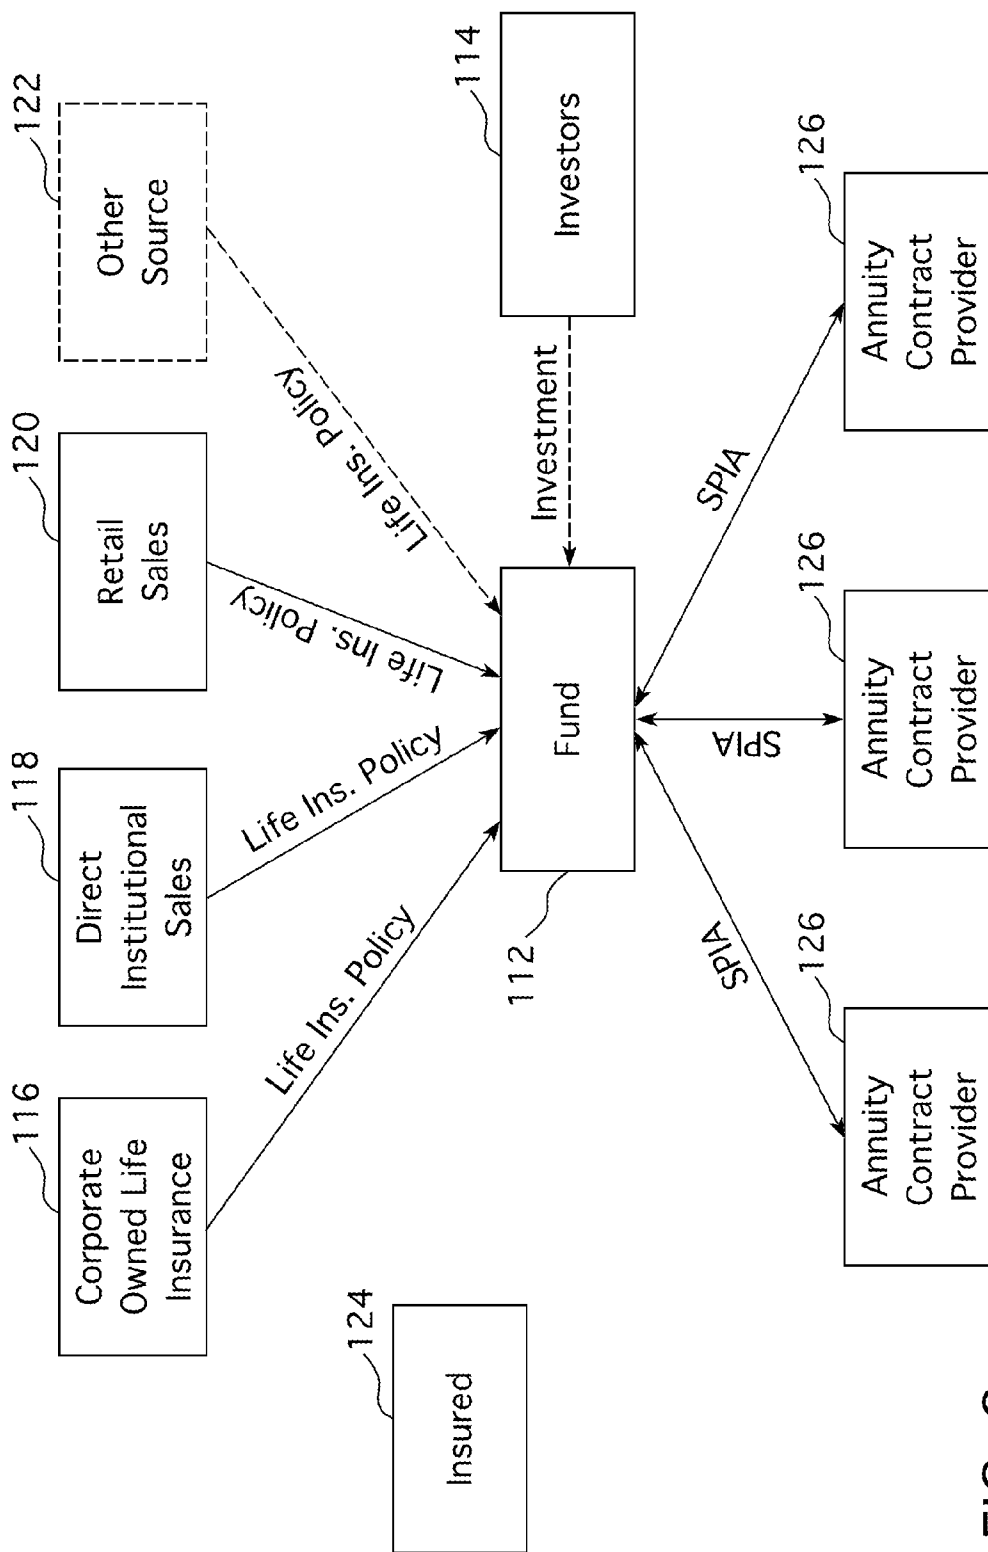 116
118
120
122
Corporate
Owned Life
Insurance
Direct
Institutional
Sales
Retail
Sales
Other
Source
Life Ins. Policy
Life Ins. Policy
Life Ins. Policy
Life Ins. Policy
124
Insured
112
Fund
Investment
114
Investors
SPIA
SPIA
SPIA
126
126
126
Annuity
Contract
Provider
Annuity
Contract
Provider
Annuity
Contract
Provider
FIG.